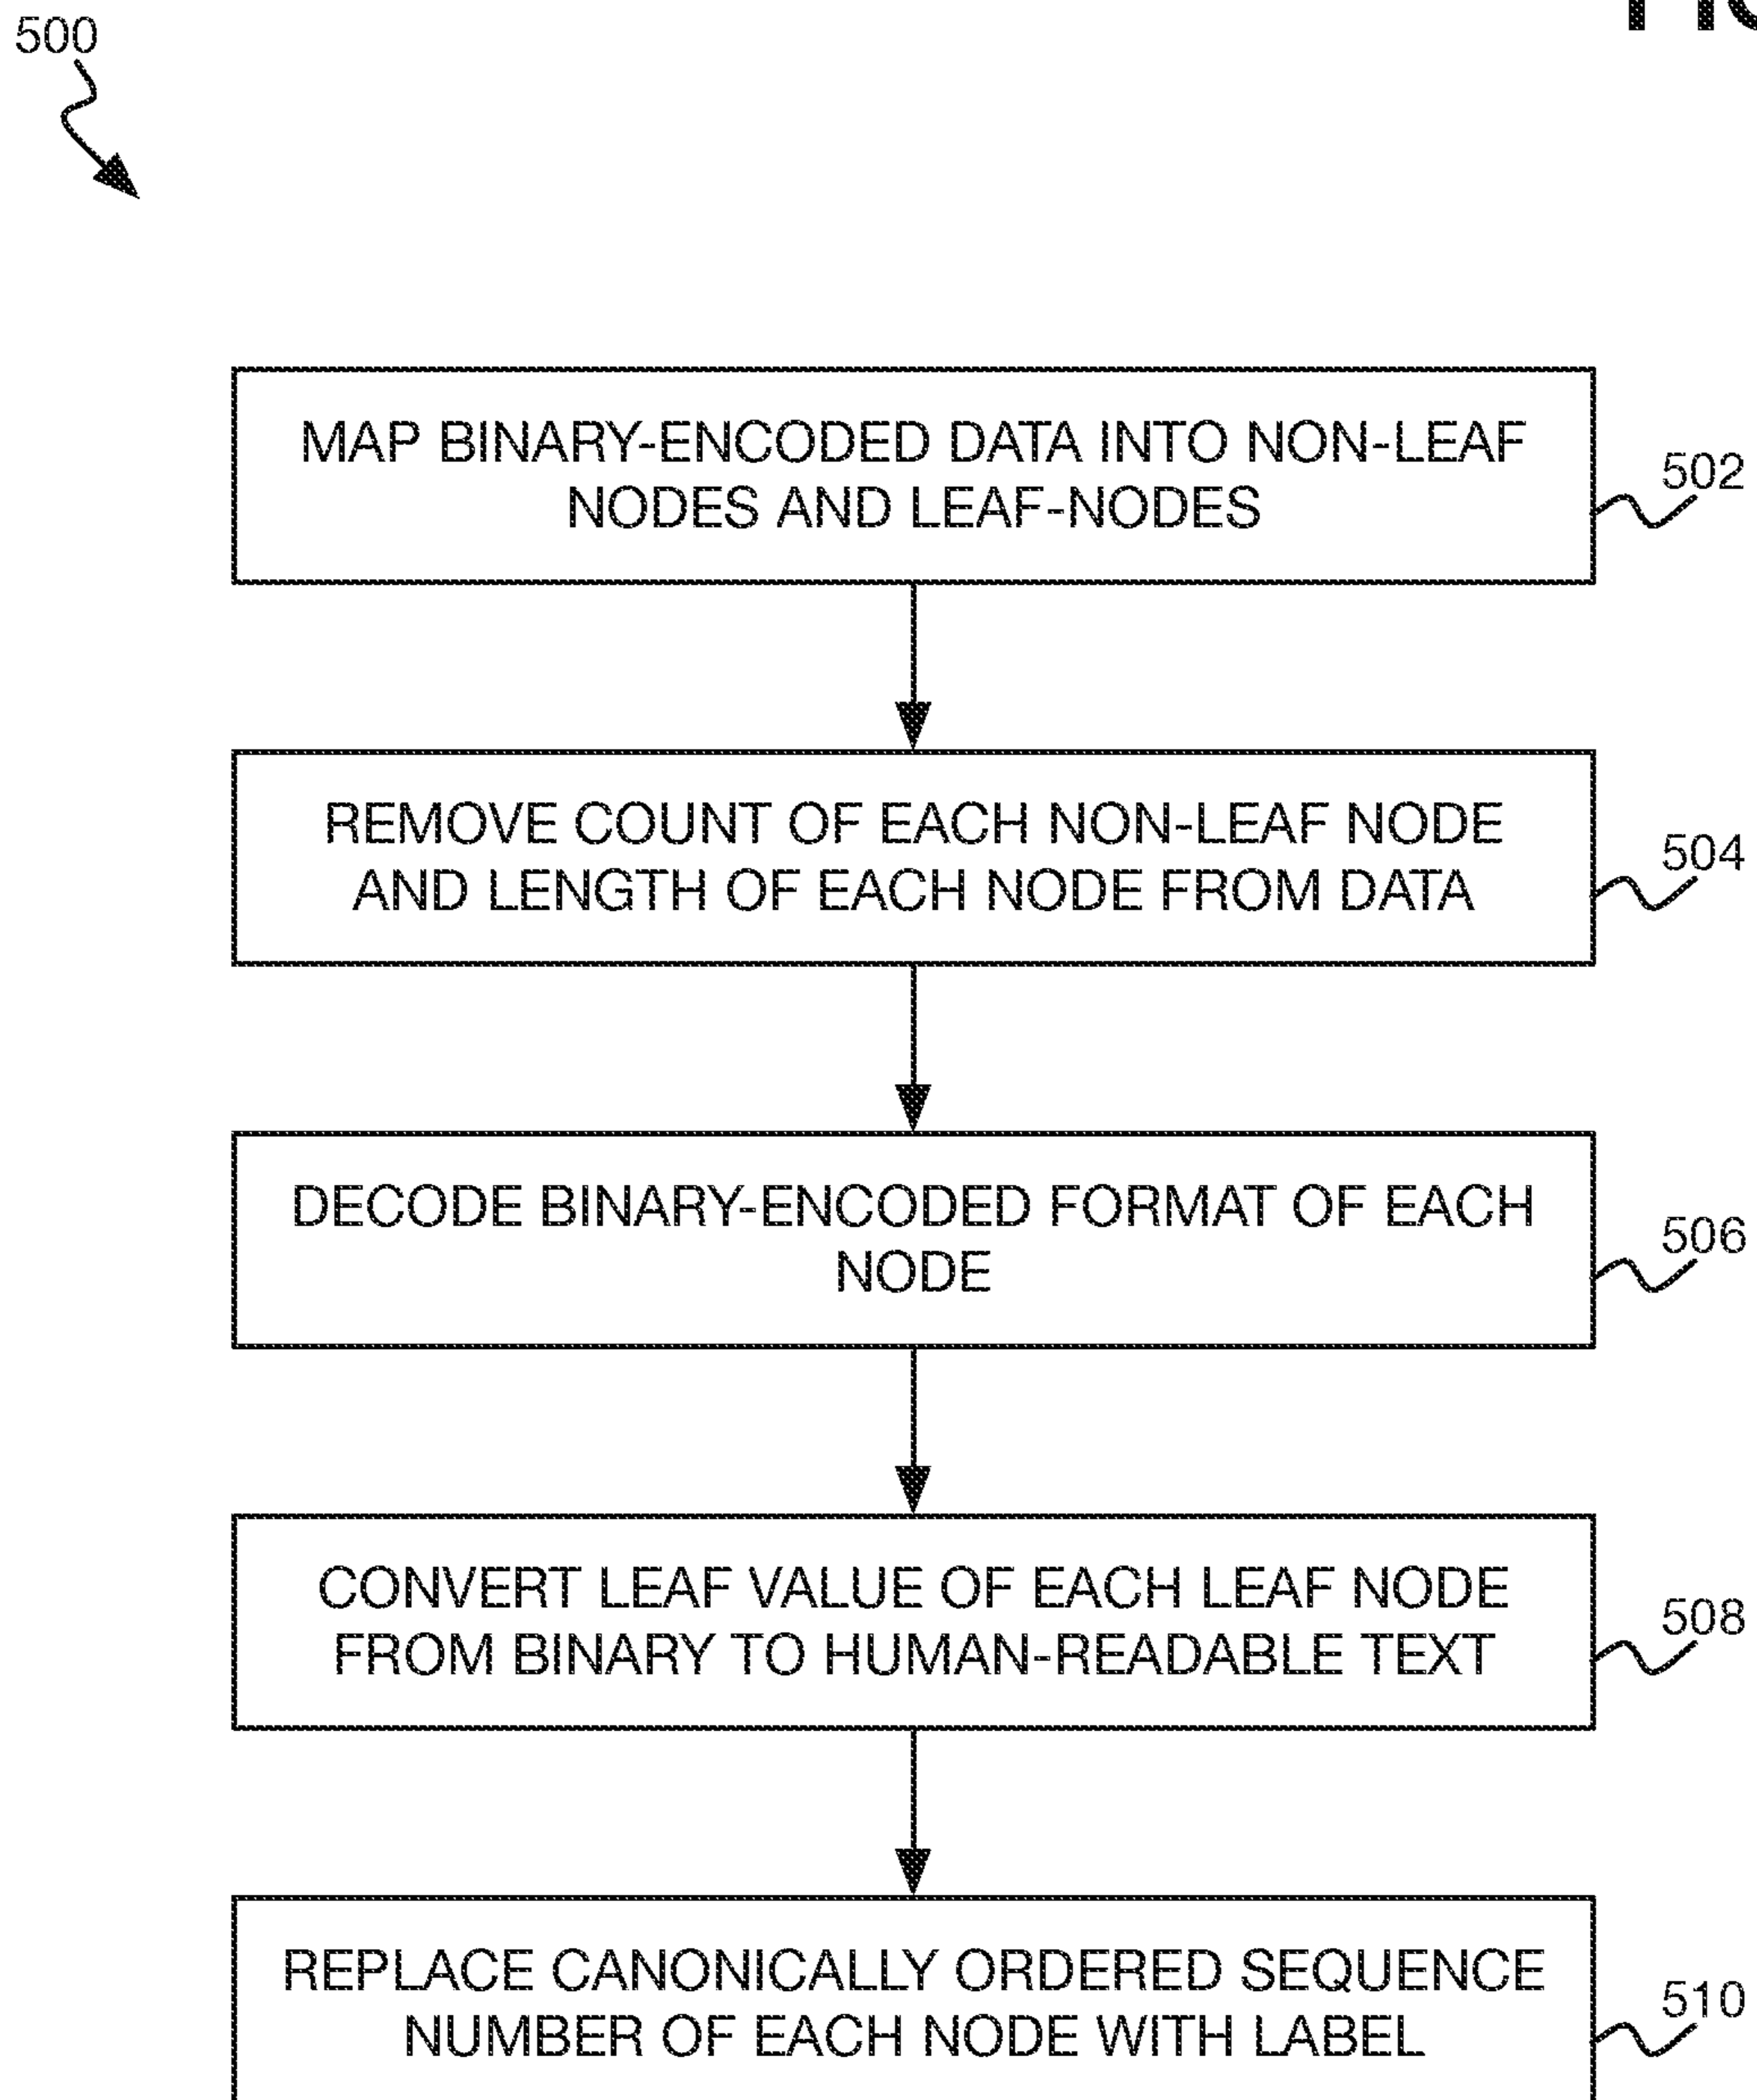 500
MAP BINARY-ENCODED DATA INTO NON-LEAF
NODES AND LEAF-NODES
502
REMOVE COUNT OF EACH NON-LEAF NODE
AND LENGTH OF EACH NODE FROM DATA
504
DECODE BINARY-ENCODED FORMAT OF EACH
NODE
506
CONVERT LEAF VALUE OF EACH LEAF NODE
FROM BINARY TO HUMAN-READABLE TEXT
508
REPLACE CANONICALLY ORDERED SEQUENCE
NUMBER OF EACH NODE WITH LABEL
510